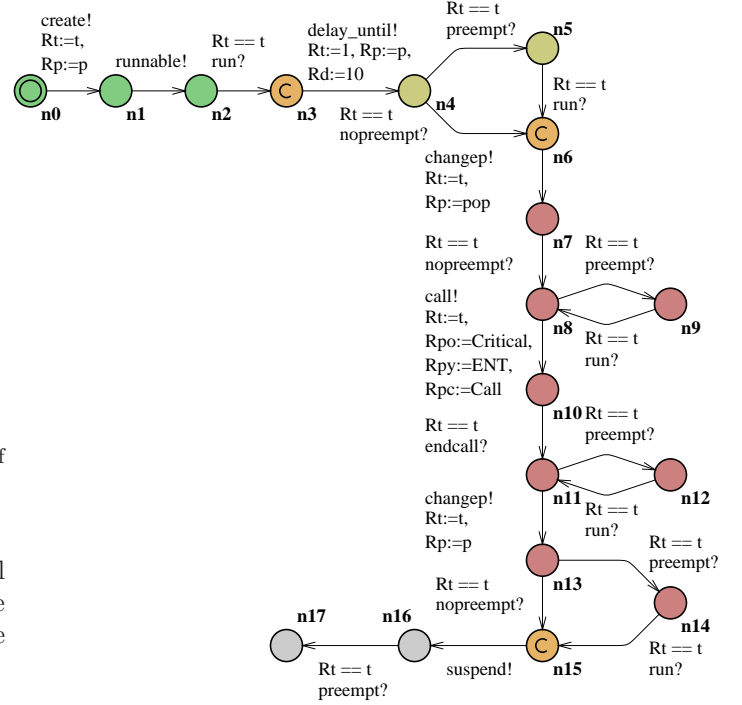 create!
Rt:=t,
Rp:=p
runnable!
Rt == t
run?
delay_until!
Rt:=1, Rp:=p,
Rd:=10
Rt == t
preempt?
n5
n0
n1
n2
C
n3
n4
Rt == t
nopreempt?
Rt == t
run?
C
n6
changep!
Rt:=t,
Rp:=pop
n7
Rt == t
nopreempt?
Rt == t
preempt?
call!
Rt:=t,
Rpo:=Critical,
Rpy:=ENT,
Rpc:=Call
n8
n9
Rt == t
run?
n10
Rt == t
preempt?
Rt == t
endcall?
n11
n12
Rt == t
run?
changep!
Rt:=t,
Rp:=p
n13
Rt == t
preempt?
Rt == t
nopreempt?
n14
Rt == t
run?
n17
n16
C
n15
suspend!
Rt == t
preempt?
f
l
e
e